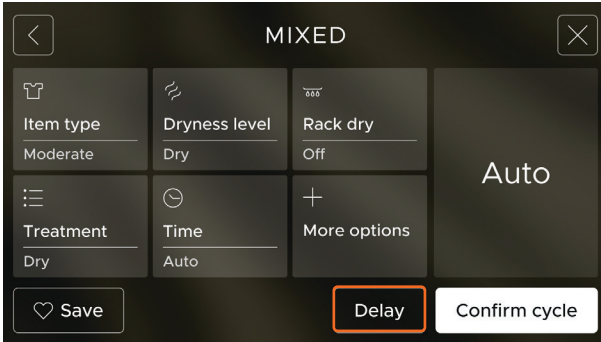 MIXED
Item type
Moderate
Dryness level
Dry
Rack dry
Off
Auto
Treatment
Dry
Time
Auto
More options
Save
Delay
Confirm cycle